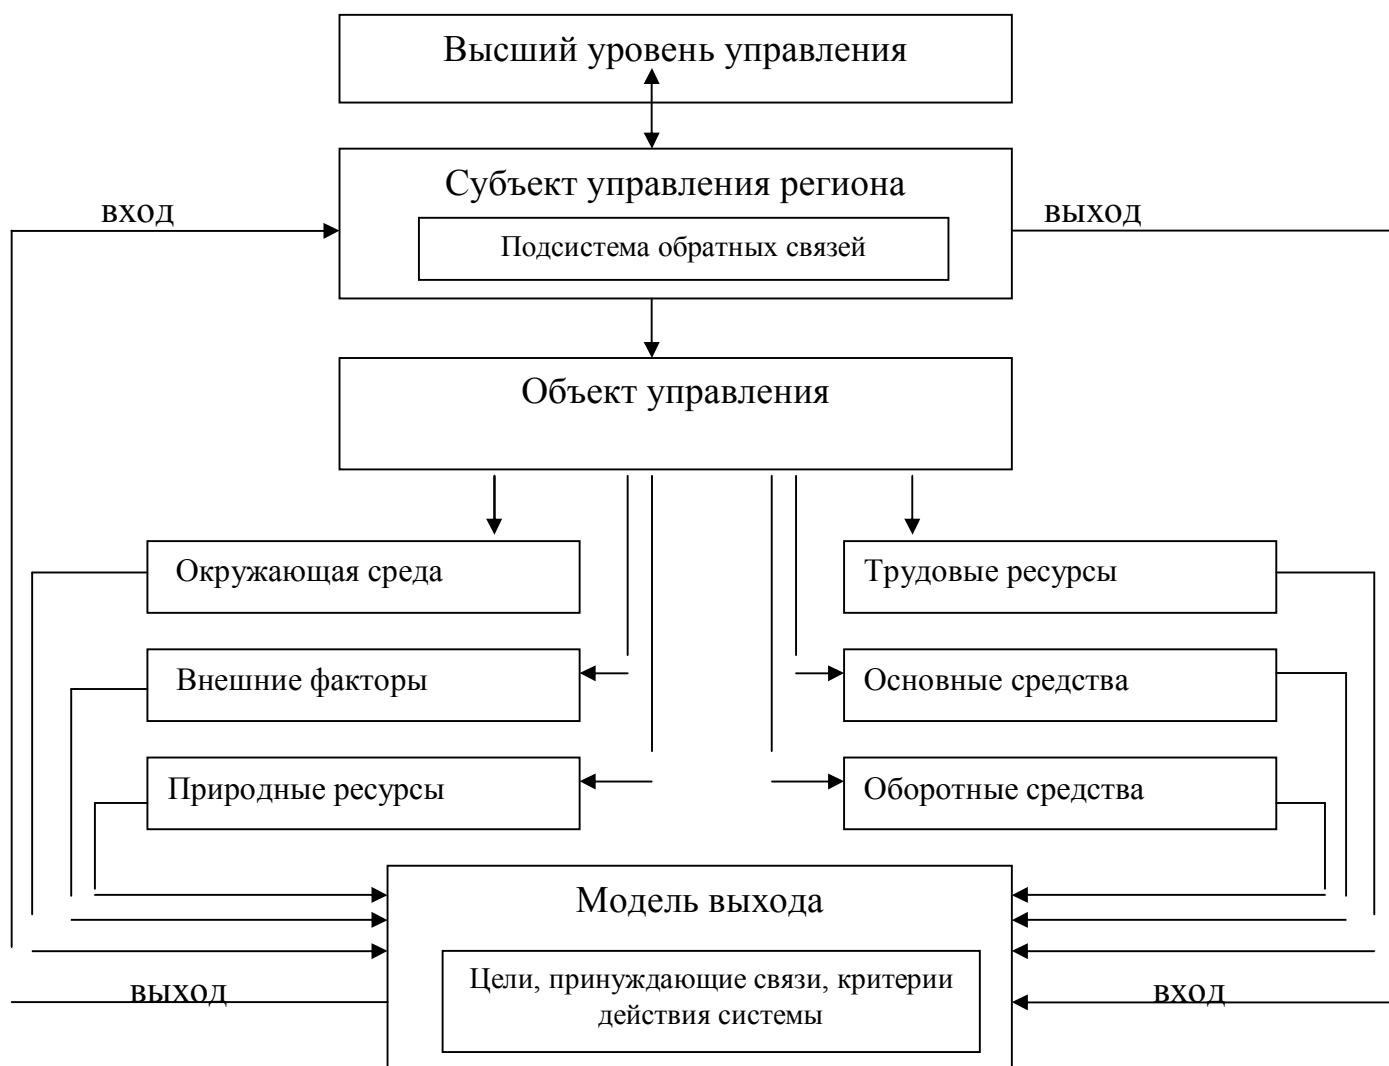 Высший уровень управления
Субъект управления региона
вход
выход
Подсистема обратных связей
Объект управления
Окружающая среда
Трудовые ресурсы
Внешние факторы
Основные средства
Природные ресурсы
Оборотные средства
Модель выхода
Цели, принуждающие связи, критерии
действия системы
выход
вход